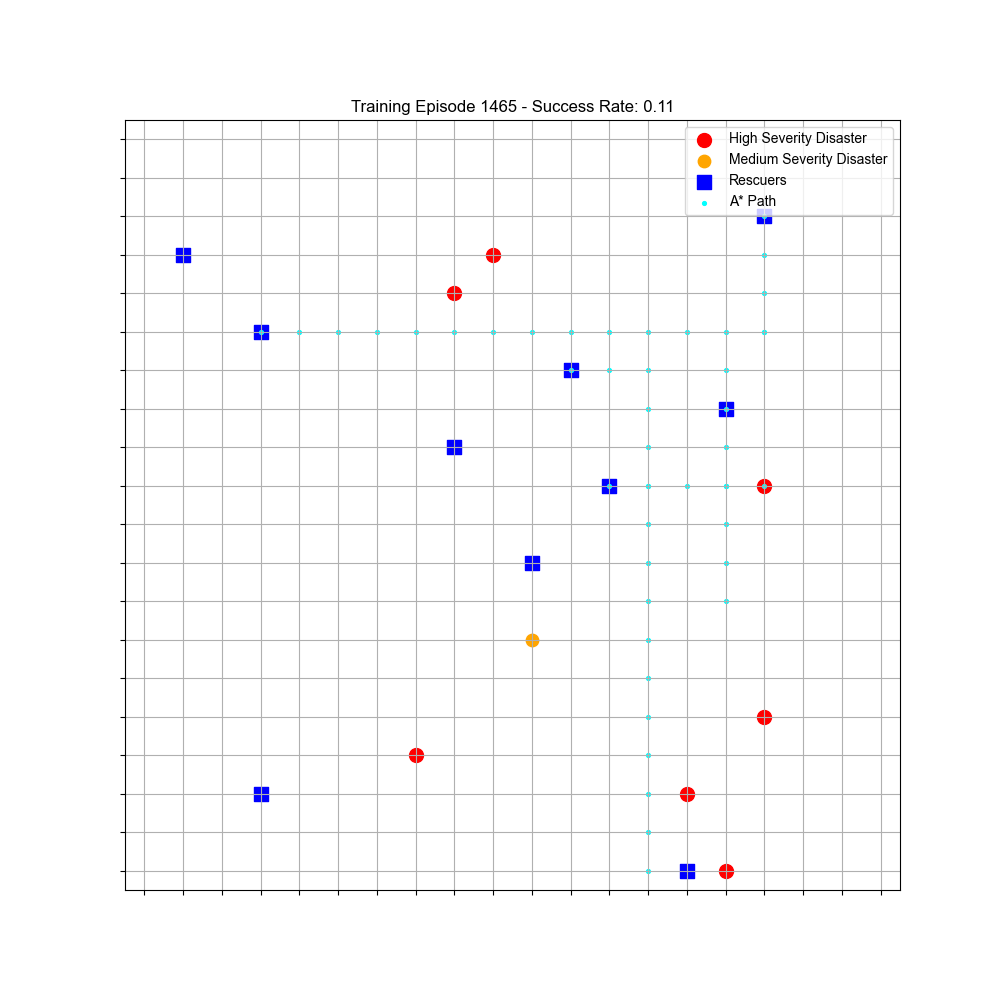 Training Episode 1465 - Success Rate: 0.11
High Severity Disaster
Medium Severity Disaster
Rescuers
A* Path